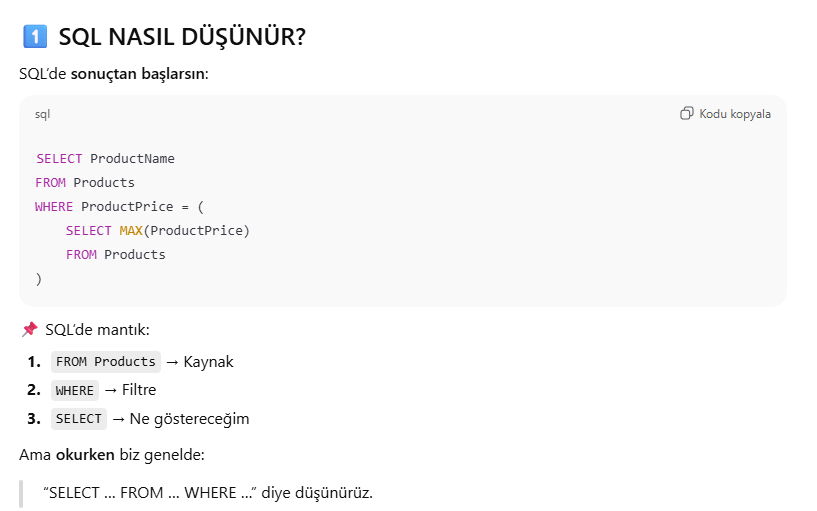 1 SQL NASIL DÜŞÜNÜR?
SQL’de sonuçtan başlarsın:
sql
Kodu kopyala
SELECT ProductName
FROM Products
WHERE ProductPrice = (
    SELECT MAX(ProductPrice)
    FROM Products
)
📌 SQL’de mantık:
1. FROM Products → Kaynak
2. WHERE → Filtre
3. SELECT → Ne göstereceğim
Ama okurken biz genelde:
“SELECT … FROM … WHERE …” diye düşünürüz.